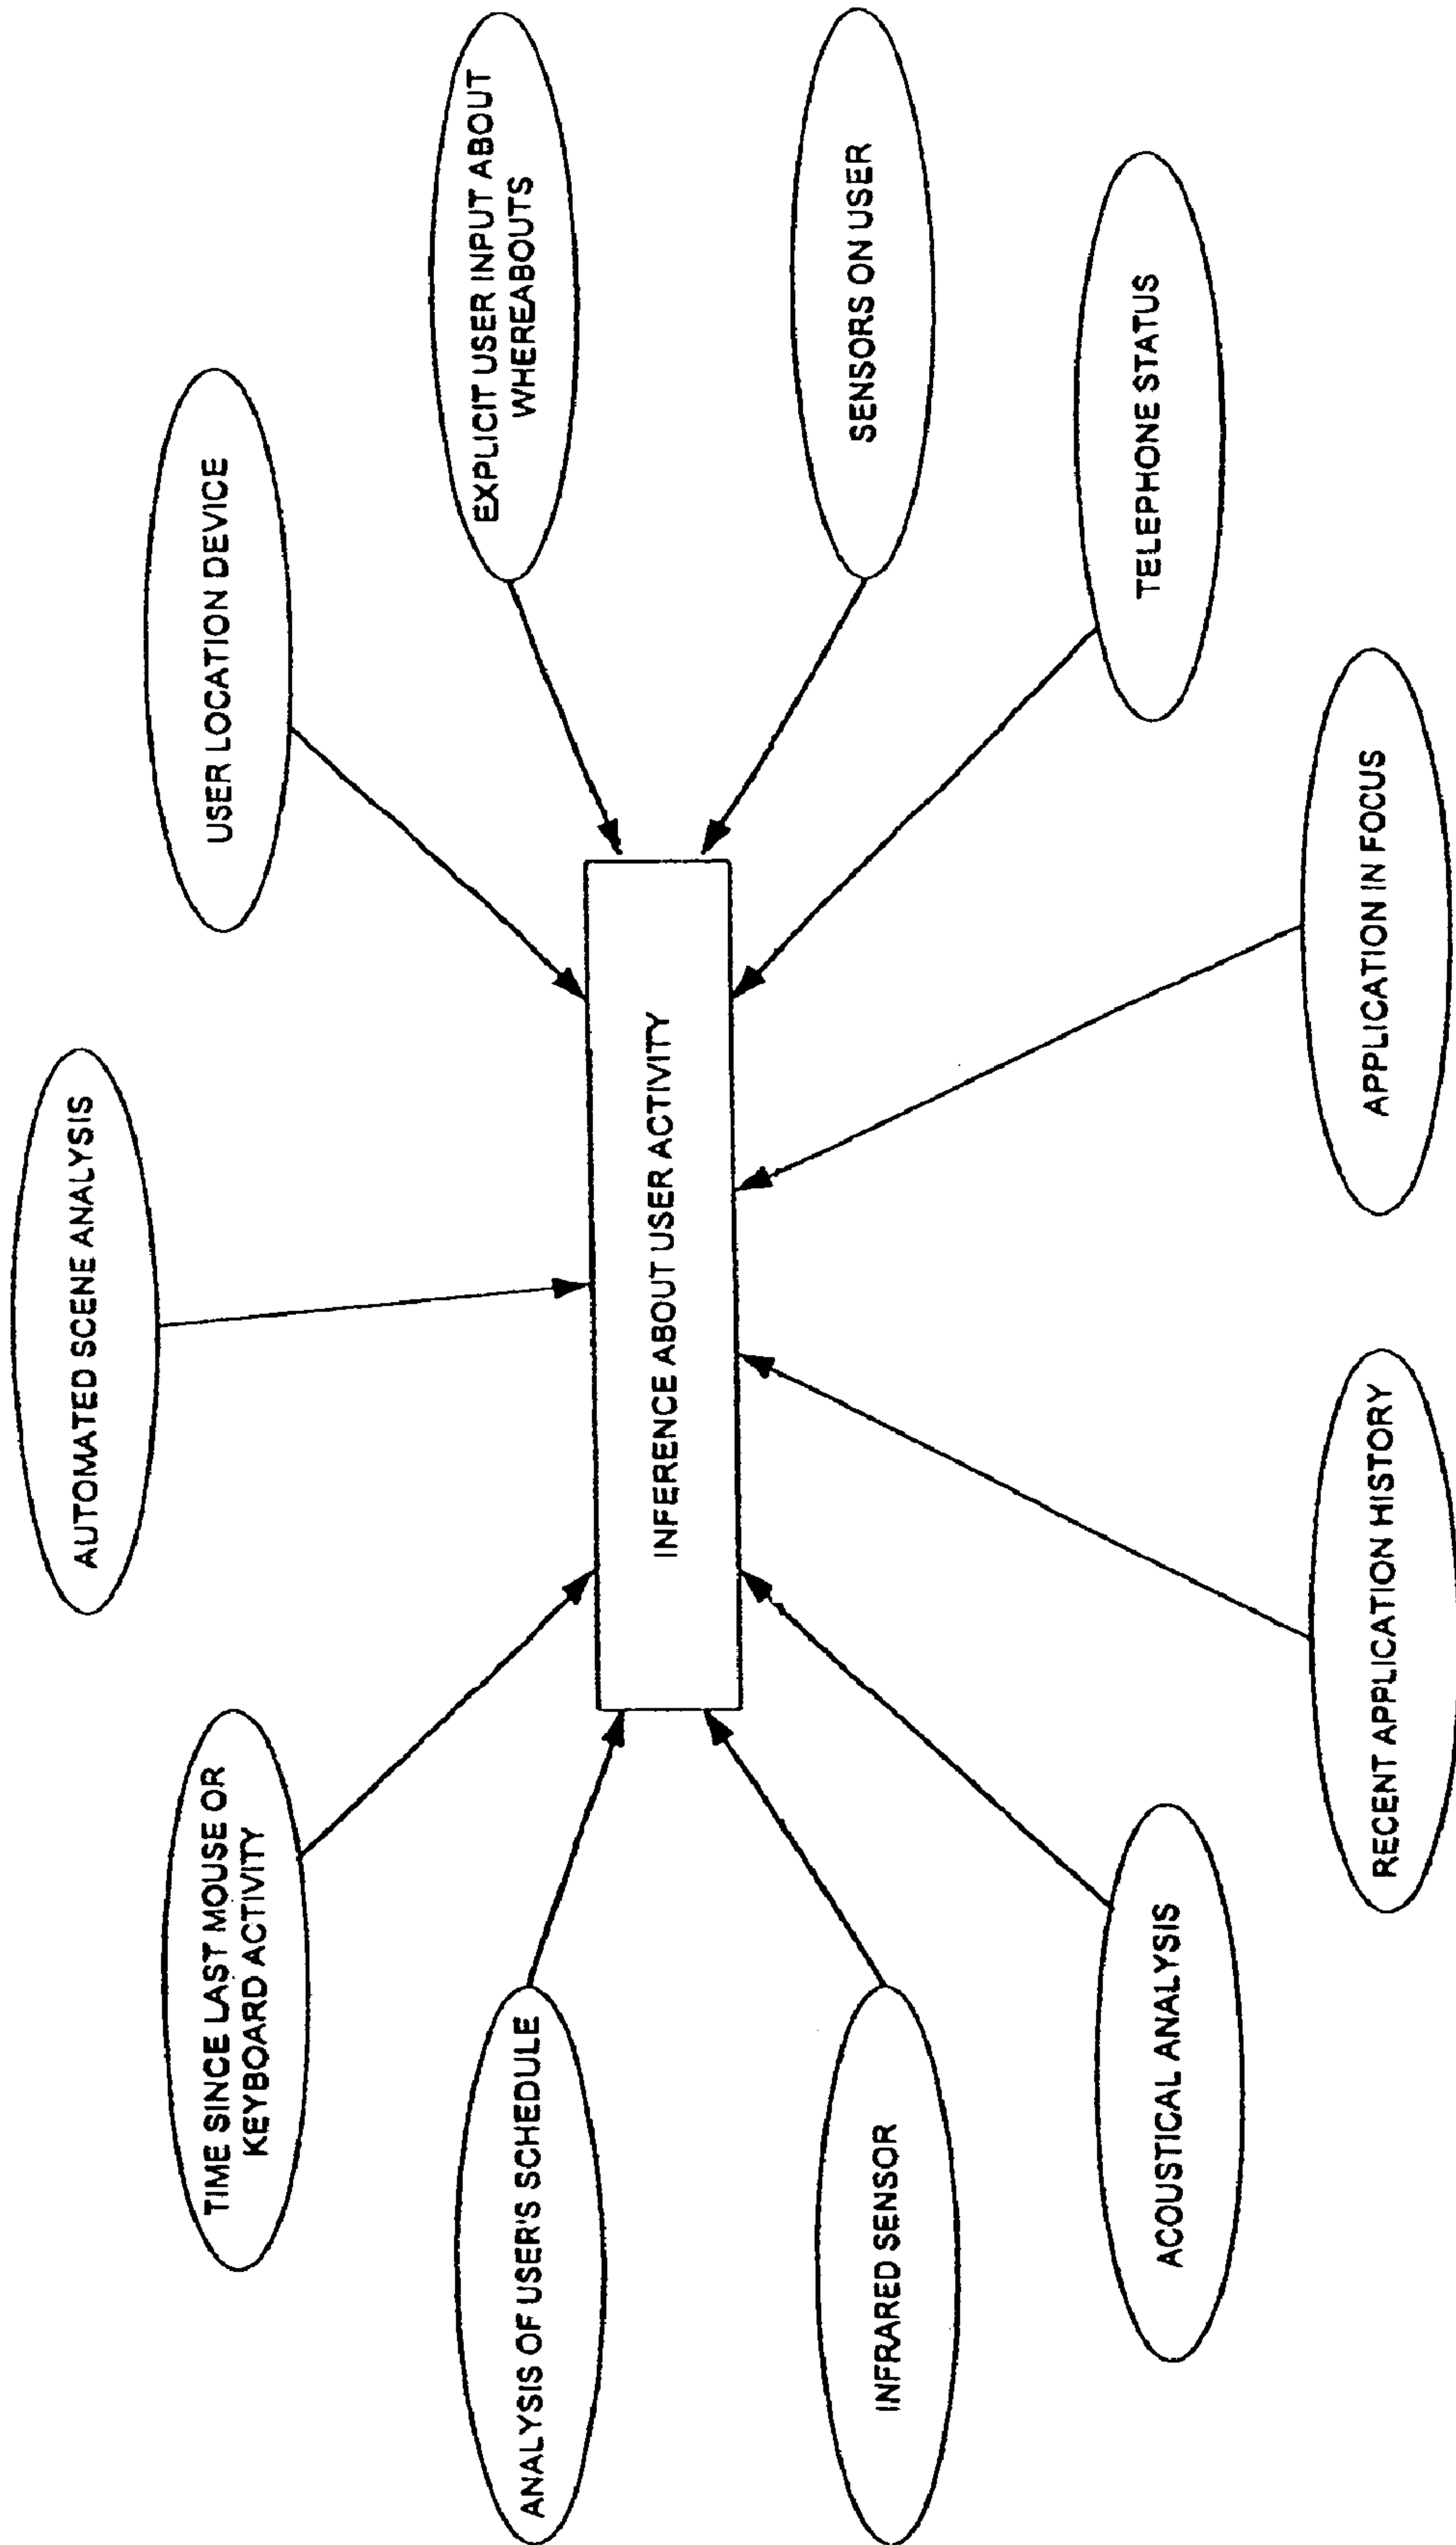 AUTOMATED SCENE ANALYSIS
TIME SINCE LAST MOUSE OR
KEYBOARD ACTIVITY
USER LOCATION DEVICE
ANALYSIS OF USER'S SCHEDULE
EXPLICIT USER INPUT ABOUT
WHEREABOUTS
INFERENCE ABOUT USER ACTIVITY
INFRARED SENSOR
SENSORS ON USER
ACOUSTICAL ANALYSIS
TELEPHONE STATUS
RECENT APPLICATION HISTORY
APPLICATION IN FOCUS